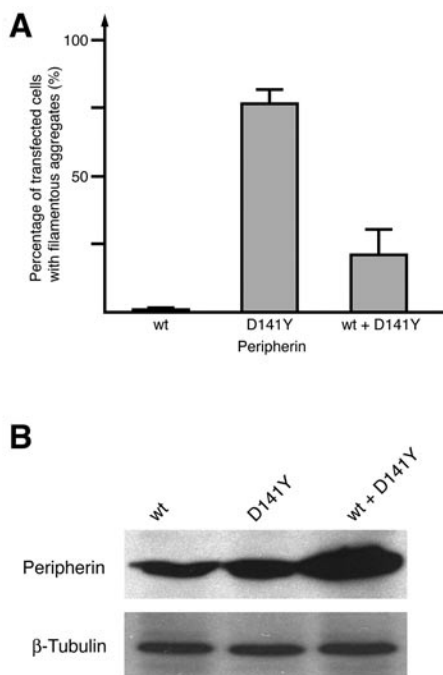 A
100
50
Percentage of transfected cells
with filamentous aggregates (%)
wt
D141Y
wt + D141Y
Peripherin
B
wt
D141Y
wt + D141Y
Peripherin
β-Tubulin